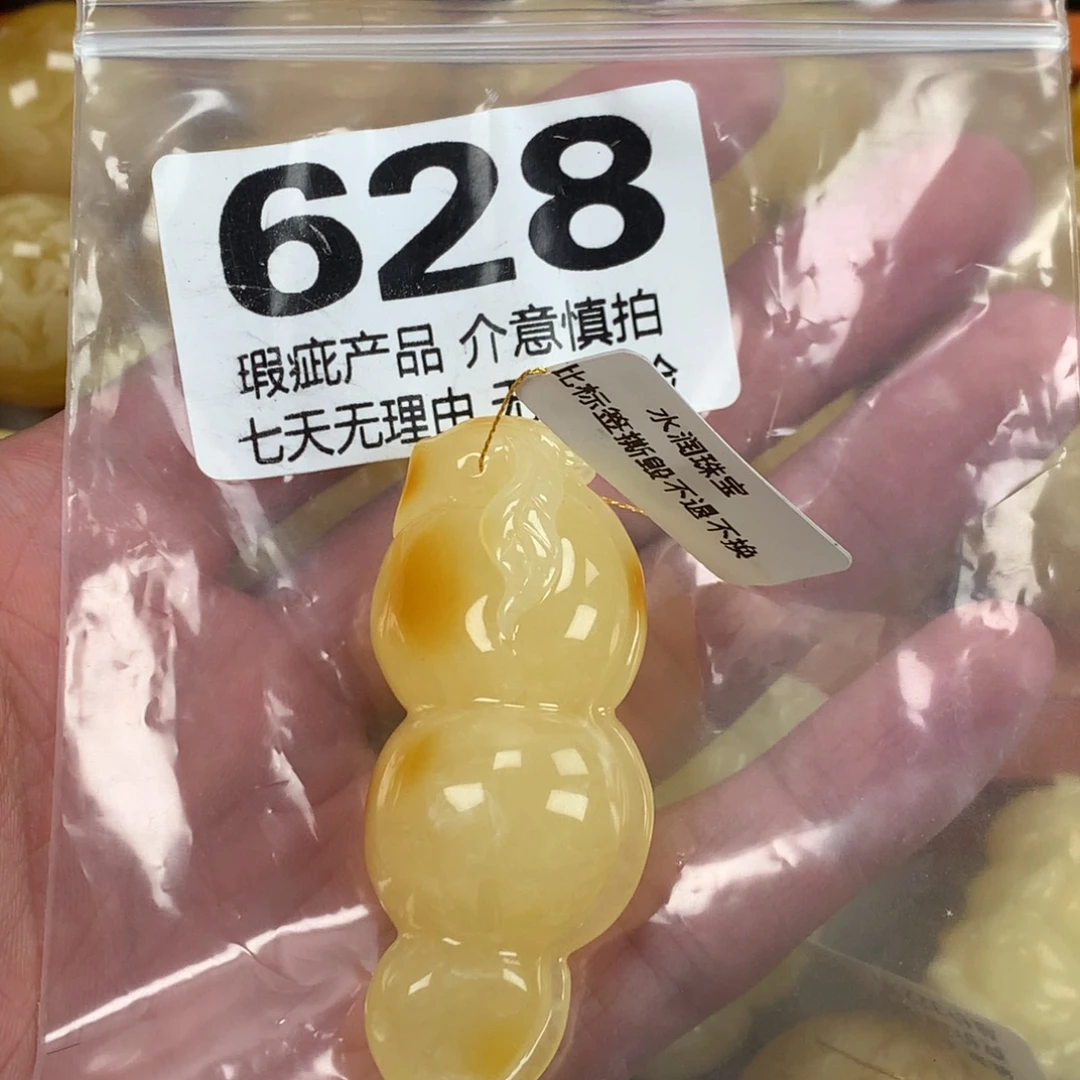 628
瑕疵产品 介意慎拍
七天无理由
水润珠宝
比标签撕毁不退不换